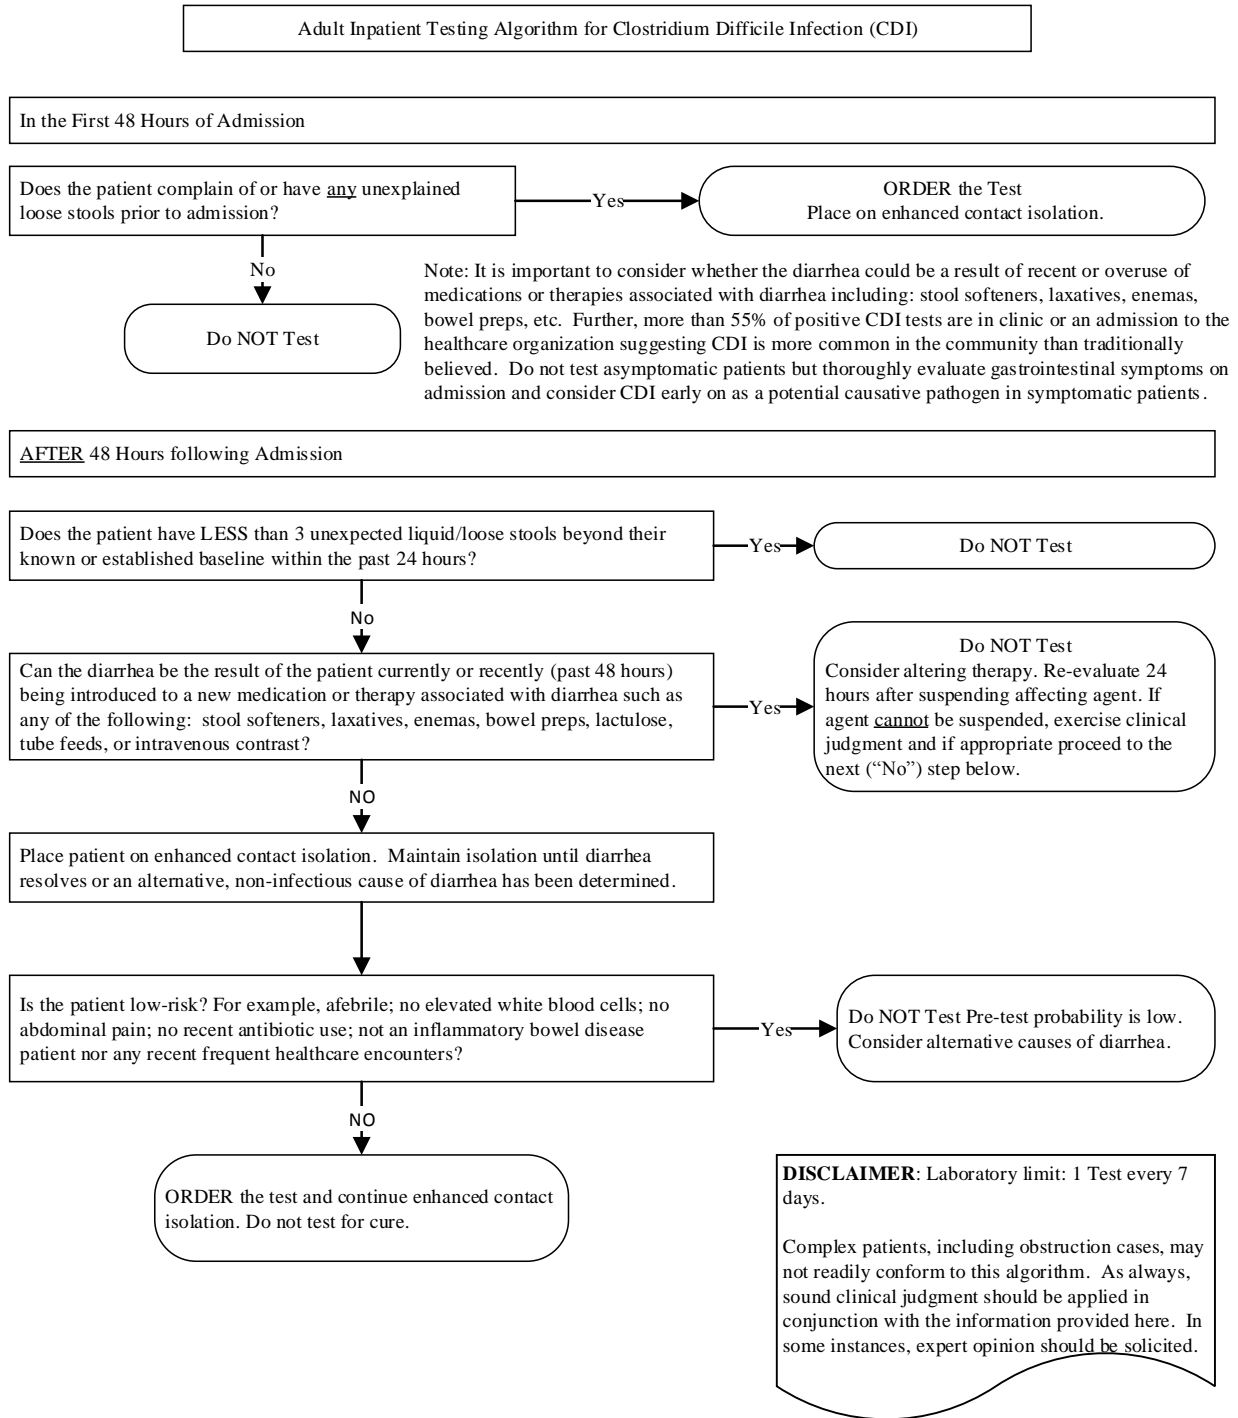 Adult Inpatient Testing Algorithm for Clostridium Difficile Infection (CDI)
In the First 48 Hours of Admission
Does the patient complain of or have any unexplained
loose stools prior to admission?
Yes
ORDER the Test
Place on enhanced contact isolation.
No
Do NOT Test
Note: It is important to consider whether the diarrhea could be a result of recent or overuse of
medications or therapies associated with diarrhea including: stool softeners, laxatives, enemas,
bowel preps, etc.  Further, more than 55% of positive CDI tests are in clinic or an admission to the
healthcare organization suggesting CDI is more common in the community than traditionally
believed.  Do not test asymptomatic patients but thoroughly evaluate gastrointestinal symptoms on
admission and consider CDI early on as a potential causative pathogen in symptomatic patients.
AFTER 48 Hours following Admission
Does the patient have LESS than 3 unexpected liquid/loose stools beyond their
known or established baseline within the past 24 hours?
Yes
Do NOT Test
No
Can the diarrhea be the result of the patient currently or recently (past 48 hours)
being introduced to a new medication or therapy associated with diarrhea such as
any of the following:  stool softeners, laxatives, enemas, bowel preps, lactulose,
tube feeds, or intravenous contrast?
Yes
Do NOT Test
Consider altering therapy. Re-evaluate 24
hours after suspending affecting agent. If
agent cannot be suspended, exercise clinical
judgment and if appropriate proceed to the
next (“No”) step below.
NO
Place patient on enhanced contact isolation.  Maintain isolation until diarrhea
resolves or an alternative, non-infectious cause of diarrhea has been determined.
Is the patient low-risk? For example, afebrile; no elevated white blood cells; no
abdominal pain; no recent antibiotic use; not an inflammatory bowel disease
patient nor any recent frequent healthcare encounters?
Yes
Do NOT Test Pre-test probability is low.
Consider alternative causes of diarrhea.
NO
ORDER the test and continue enhanced contact
isolation. Do not test for cure.
DISCLAIMER: Laboratory limit: 1 Test every 7
days.
Complex patients, including obstruction cases, may
not readily conform to this algorithm.  As always,
sound clinical judgment should be applied in
conjunction with the information provided here.  In
some instances, expert opinion should be solicited.